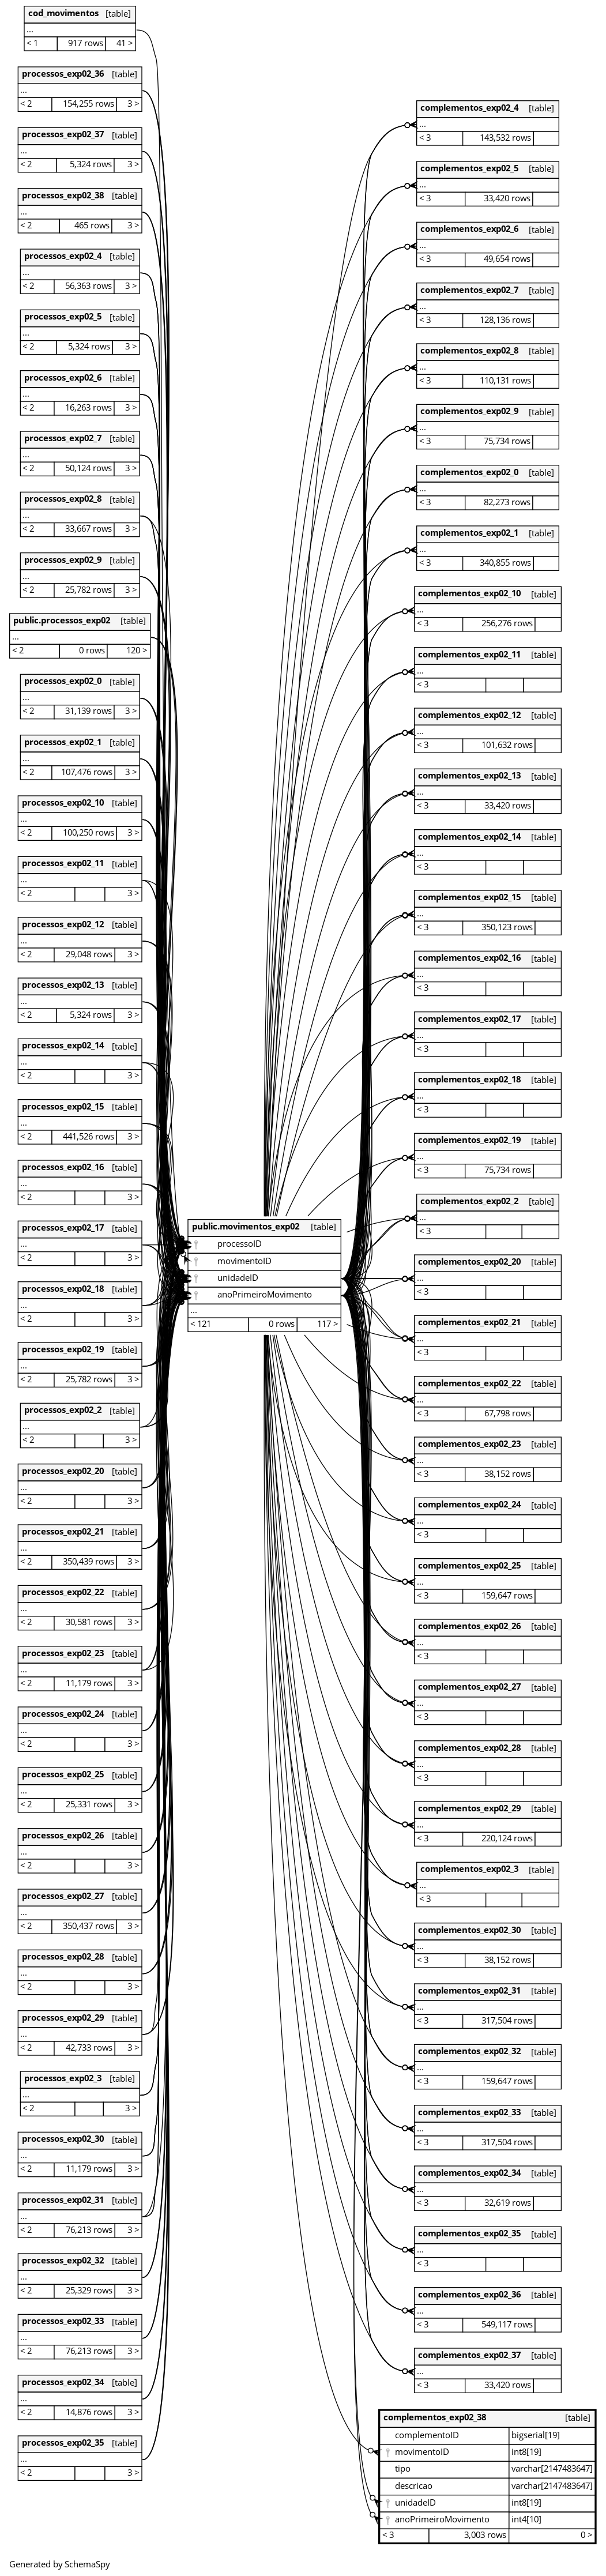 cod_movimentos [table]
...
< 1 917 rows 41 >
processos_exp02_36 [table]
...
< 2 154,255 rows 3 >
processos_exp02_37 [table]
...
< 2 5,324 rows 3 >
processos_exp02_38 [table]
...
< 2 465 rows 3 >
processos_exp02_4 [table]
...
< 2 56,363 rows 3 >
processos_exp02_5 [table]
...
< 2 5,324 rows 3 >
processos_exp02_6 [table]
...
< 2 16,263 rows 3 >
processos_exp02_7 [table]
...
< 2 50,124 rows 3 >
processos_exp02_8 [table]
...
< 2 33,667 rows 3 >
processos_exp02_9 [table]
...
< 2 25,782 rows 3 >
public.processos_exp02 [table]
...
< 2 0 rows 120 >
processos_exp02_0 [table]
...
< 2 31,139 rows 3 >
processos_exp02_1 [table]
...
< 2 107,476 rows 3 >
processos_exp02_10 [table]
...
< 2 100,250 rows 3 >
processos_exp02_11 [table]
...
< 2 3 >
processos_exp02_12 [table]
...
< 2 29,048 rows 3 >
processos_exp02_13 [table]
...
< 2 5,324 rows 3 >
processos_exp02_14 [table]
...
< 2 3 >
processos_exp02_15 [table]
...
< 2 441,526 rows 3 >
processos_exp02_16 [table]
...
< 2 3 >
processos_exp02_17 [table]
...
< 2 3 >
processos_exp02_18 [table]
...
< 2 3 >
processos_exp02_19 [table]
...
< 2 25,782 rows 3 >
processos_exp02_2 [table]
...
< 2 3 >
processos_exp02_20 [table]
...
< 2 3 >
processos_exp02_21 [table]
...
< 2 350,439 rows 3 >
processos_exp02_22 [table]
...
< 2 30,581 rows 3 >
processos_exp02_23 [table]
...
< 2 11,179 rows 3 >
processos_exp02_24 [table]
...
< 2 3 >
processos_exp02_25 [table]
...
< 2 25,331 rows 3 >
processos_exp02_26 [table]
...
< 2 3 >
processos_exp02_27 [table]
...
< 2 350,437 rows 3 >
processos_exp02_28 [table]
...
< 2 3 >
processos_exp02_29 [table]
...
< 2 42,733 rows 3 >
processos_exp02_3 [table]
...
< 2 3 >
processos_exp02_30 [table]
...
< 2 11,179 rows 3 >
processos_exp02_31 [table]
...
< 2 76,213 rows 3 >
processos_exp02_32 [table]
...
< 2 25,329 rows 3 >
processos_exp02_33 [table]
...
< 2 76,213 rows 3 >
processos_exp02_34 [table]
...
< 2 14,876 rows 3 >
processos_exp02_35 [table]
...
< 2 3 >
public.movimentos_exp02 [table]
processoID
movimentoID
unidadeID
anoPrimeiroMovimento
...
< 121 0 rows 117 >
complementos_exp02_4 [table]
...
< 3 143,532 rows
complementos_exp02_5 [table]
...
< 3 33,420 rows
complementos_exp02_6 [table]
...
< 3 49,654 rows
complementos_exp02_7 [table]
...
< 3 128,136 rows
complementos_exp02_8 [table]
...
< 3 110,131 rows
complementos_exp02_9 [table]
...
< 3 75,734 rows
complementos_exp02_0 [table]
...
< 3 82,273 rows
complementos_exp02_1 [table]
...
< 3 340,855 rows
complementos_exp02_10 [table]
...
< 3 256,276 rows
complementos_exp02_11 [table]
...
< 3
complementos_exp02_12 [table]
...
< 3 101,632 rows
complementos_exp02_13 [table]
...
< 3 33,420 rows
complementos_exp02_14 [table]
...
< 3
complementos_exp02_15 [table]
...
< 3 350,123 rows
complementos_exp02_16 [table]
...
< 3
complementos_exp02_17 [table]
...
< 3
complementos_exp02_18 [table]
...
< 3
complementos_exp02_19 [table]
...
< 3 75,734 rows
complementos_exp02_2 [table]
...
< 3
complementos_exp02_20 [table]
...
< 3
complementos_exp02_21 [table]
...
< 3
complementos_exp02_22 [table]
...
< 3 67,798 rows
complementos_exp02_23 [table]
...
< 3 38,152 rows
complementos_exp02_24 [table]
...
< 3
complementos_exp02_25 [table]
...
< 3 159,647 rows
complementos_exp02_26 [table]
...
< 3
complementos_exp02_27 [table]
...
< 3
complementos_exp02_28 [table]
...
< 3
complementos_exp02_29 [table]
...
< 3 220,124 rows
complementos_exp02_3 [table]
...
< 3
complementos_exp02_30 [table]
...
< 3 38,152 rows
complementos_exp02_31 [table]
...
< 3 317,504 rows
complementos_exp02_32 [table]
...
< 3 159,647 rows
complementos_exp02_33 [table]
...
< 3 317,504 rows
complementos_exp02_34 [table]
...
< 3 32,619 rows
complementos_exp02_35 [table]
...
< 3
complementos_exp02_36 [table]
...
< 3 549,117 rows
complementos_exp02_37 [table]
...
< 3 33,420 rows
complementos_exp02_38 [table]
complementoID bigserial[19]
movimentoID int8[19]
tipo varchar[2147483647]
descricao varchar[2147483647]
unidadeID int8[19]
anoPrimeiroMovimento int4[10]
< 3 3,003 rows 0 >
Generated by SchemaSpy